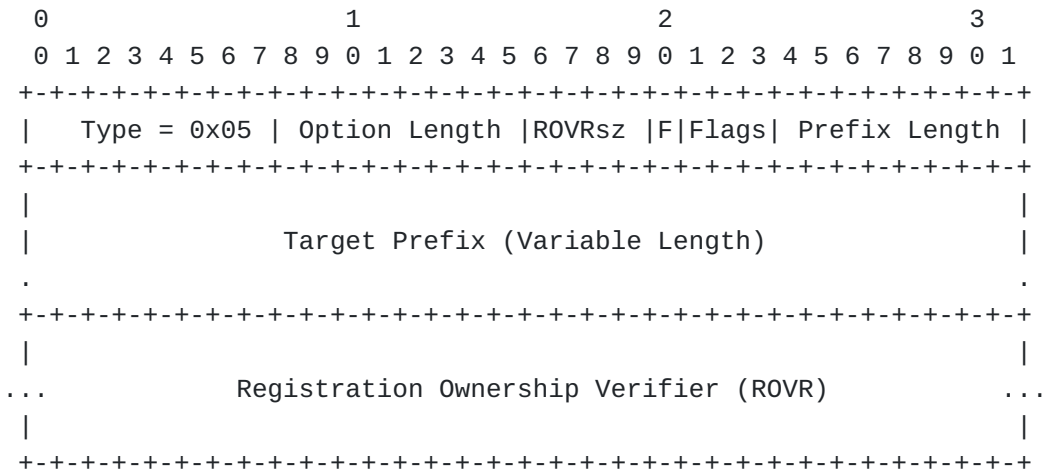 0                   1                   2                   3
0 1 2 3 4 5 6 7 8 9 0 1 2 3 4 5 6 7 8 9 0 1 2 3 4 5 6 7 8 9 0 1
+-+-+-+-+-+-+-+-+-+-+-+-+-+-+-+-+-+-+-+-+-+-+-+-+-+-+-+-+-+-+-+-+
|   Type = 0x05 | Option Length |ROVRsz |F|Flags| Prefix Length |
+-+-+-+-+-+-+-+-+-+-+-+-+-+-+-+-+-+-+-+-+-+-+-+-+-+-+-+-+-+-+-+-+
|                                                               |
|                Target Prefix (Variable Length)                |
.                                                               .
+-+-+-+-+-+-+-+-+-+-+-+-+-+-+-+-+-+-+-+-+-+-+-+-+-+-+-+-+-+-+-+-+
|                                                               |
...            Registration Ownership Verifier (ROVR)           ...
|                                                               |
+-+-+-+-+-+-+-+-+-+-+-+-+-+-+-+-+-+-+-+-+-+-+-+-+-+-+-+-+-+-+-+-+